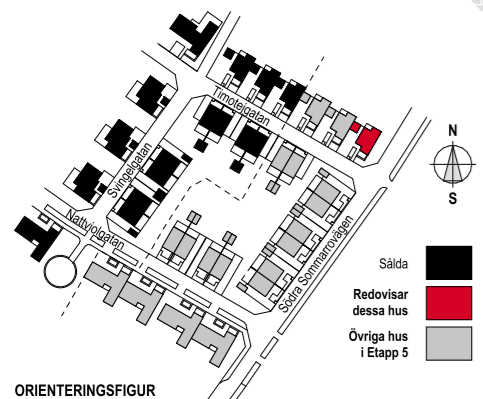 Timotejgatan
Svingelgatan
Nattviolgatan
Södra Sommarrovägen
N
S
Sålda
Redovisar
dessa hus
Övriga hus
i Etapp 5
ORIENTERINGSFIGUR